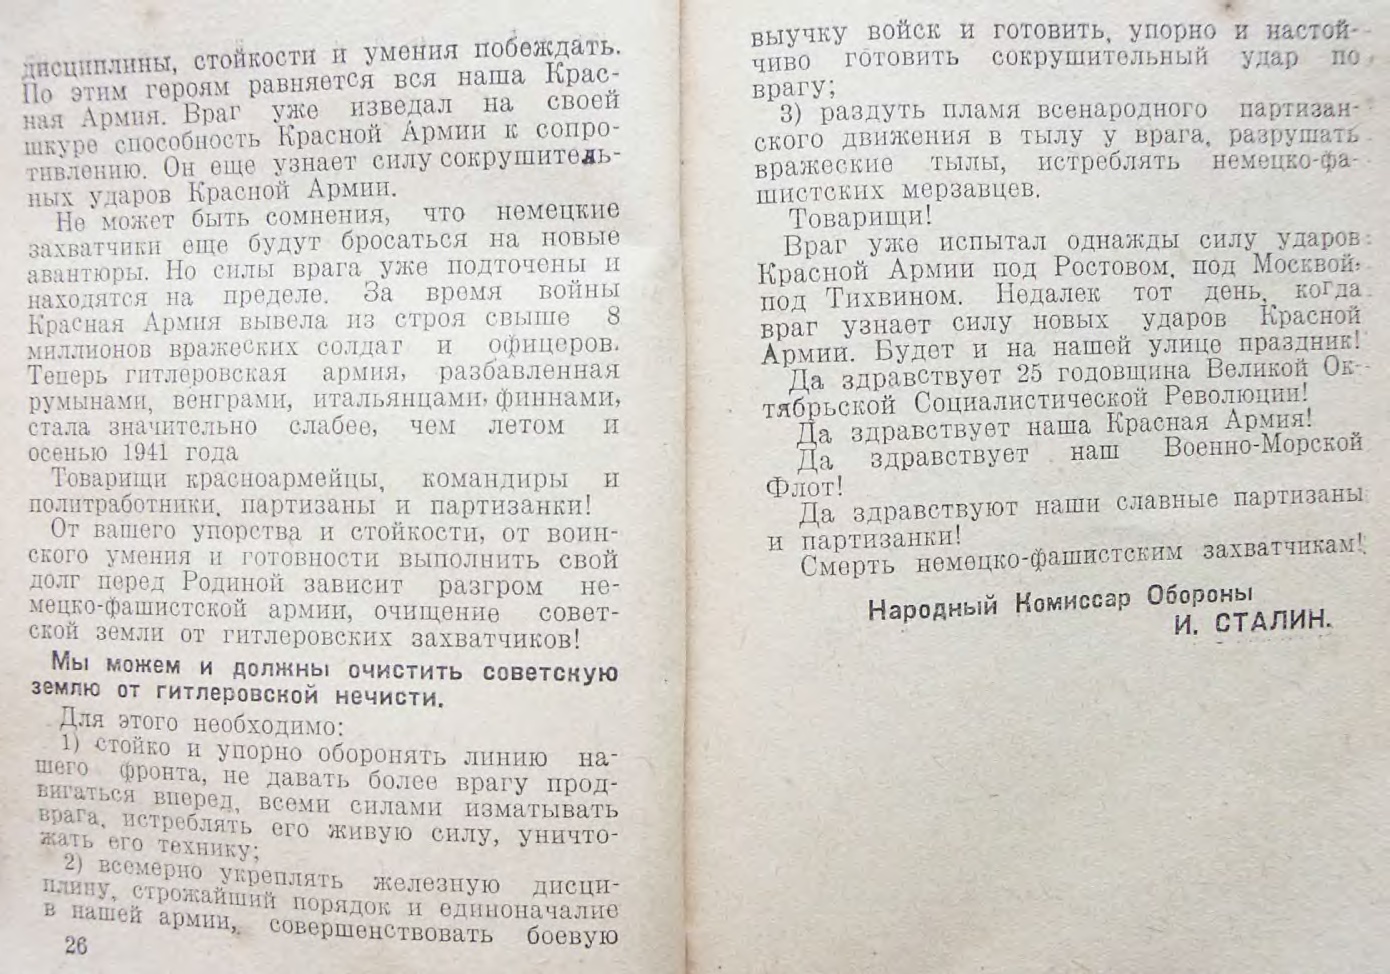 дисциплины, стойкости и умения побеждать.
По этим героям равняется вся наша Крас-
ная Армия. Враг уже изведал на своей
шкуре способность Красной Армии к сопро-
тивлению. Он еще узнает силу сокрушитель-
ных ударов Красной Армии.
Не может быть сомнения, что немецкие
захватчики еще будут бросаться на новые
авантюры. Но силы врага уже подточены и
находятся на пределе. За время войны
Красная Армия вывела из строя свыше 8
миллионов вражеских солдат и офицеров.
Теперь гитлеровская армия, разбавленная
румынами, венграми, итальянцами, финнами,
стала значительно слабее, чем летом и
осенью 1941 года
Товарищи красноармейцы, командиры и
политработники, партизаны и партизанки!
От вашего упорства и стойкости, от воин-
ского умения и готовности выполнить свой
долг перед Родиной зависит разгром не-
мецко-фашистской армии, очищение совет-
ской земли от гитлеровских захватчиков!
Мы можем и должны очистить советскую
землю от гитлеровской нечисти.
Для этого необходимо:
1) стойко и упорно оборонять линию на-
шего фронта, не давать более врагу прод-
вигаться вперед, всеми силами изматывать
врага, истреблять его живую силу, уничто-
жать его технику;
2) всемерно укреплять железную дисци-
плину, строжайший порядок и единоначалие
в нашей армии, совершенствовать боевую
26
выучку войск и готовить, упорно и настой-
чиво готовить сокрушительный удар по
врагу;
3) раздуть пламя всенародного партизан-
ского движения в тылу у врага, разрушать
вражеские тылы, истреблять немецко-фа-
шистских мерзавцев.
Товарищи!
Враг уже испытал однажды силу ударов
Красной Армии под Ростовом, под Москвой,
под Тихвином. Недалек тот день, когда
враг узнает силу новых ударов Красной
Армии. Будет и на нашей улице праздник!
Да здравствует 25 годовщина Великой Ок-
тябрьской Социалистической Революции!
Да здравствует наша Красная Армия!
Да здравствует наш Военно-Морской
Флот!
Да здравствуют наши славные партизаны
и партизанки!
Смерть немецко-фашистским захватчикам!
Народный Комиссар Обороны
И. СТАЛИН.